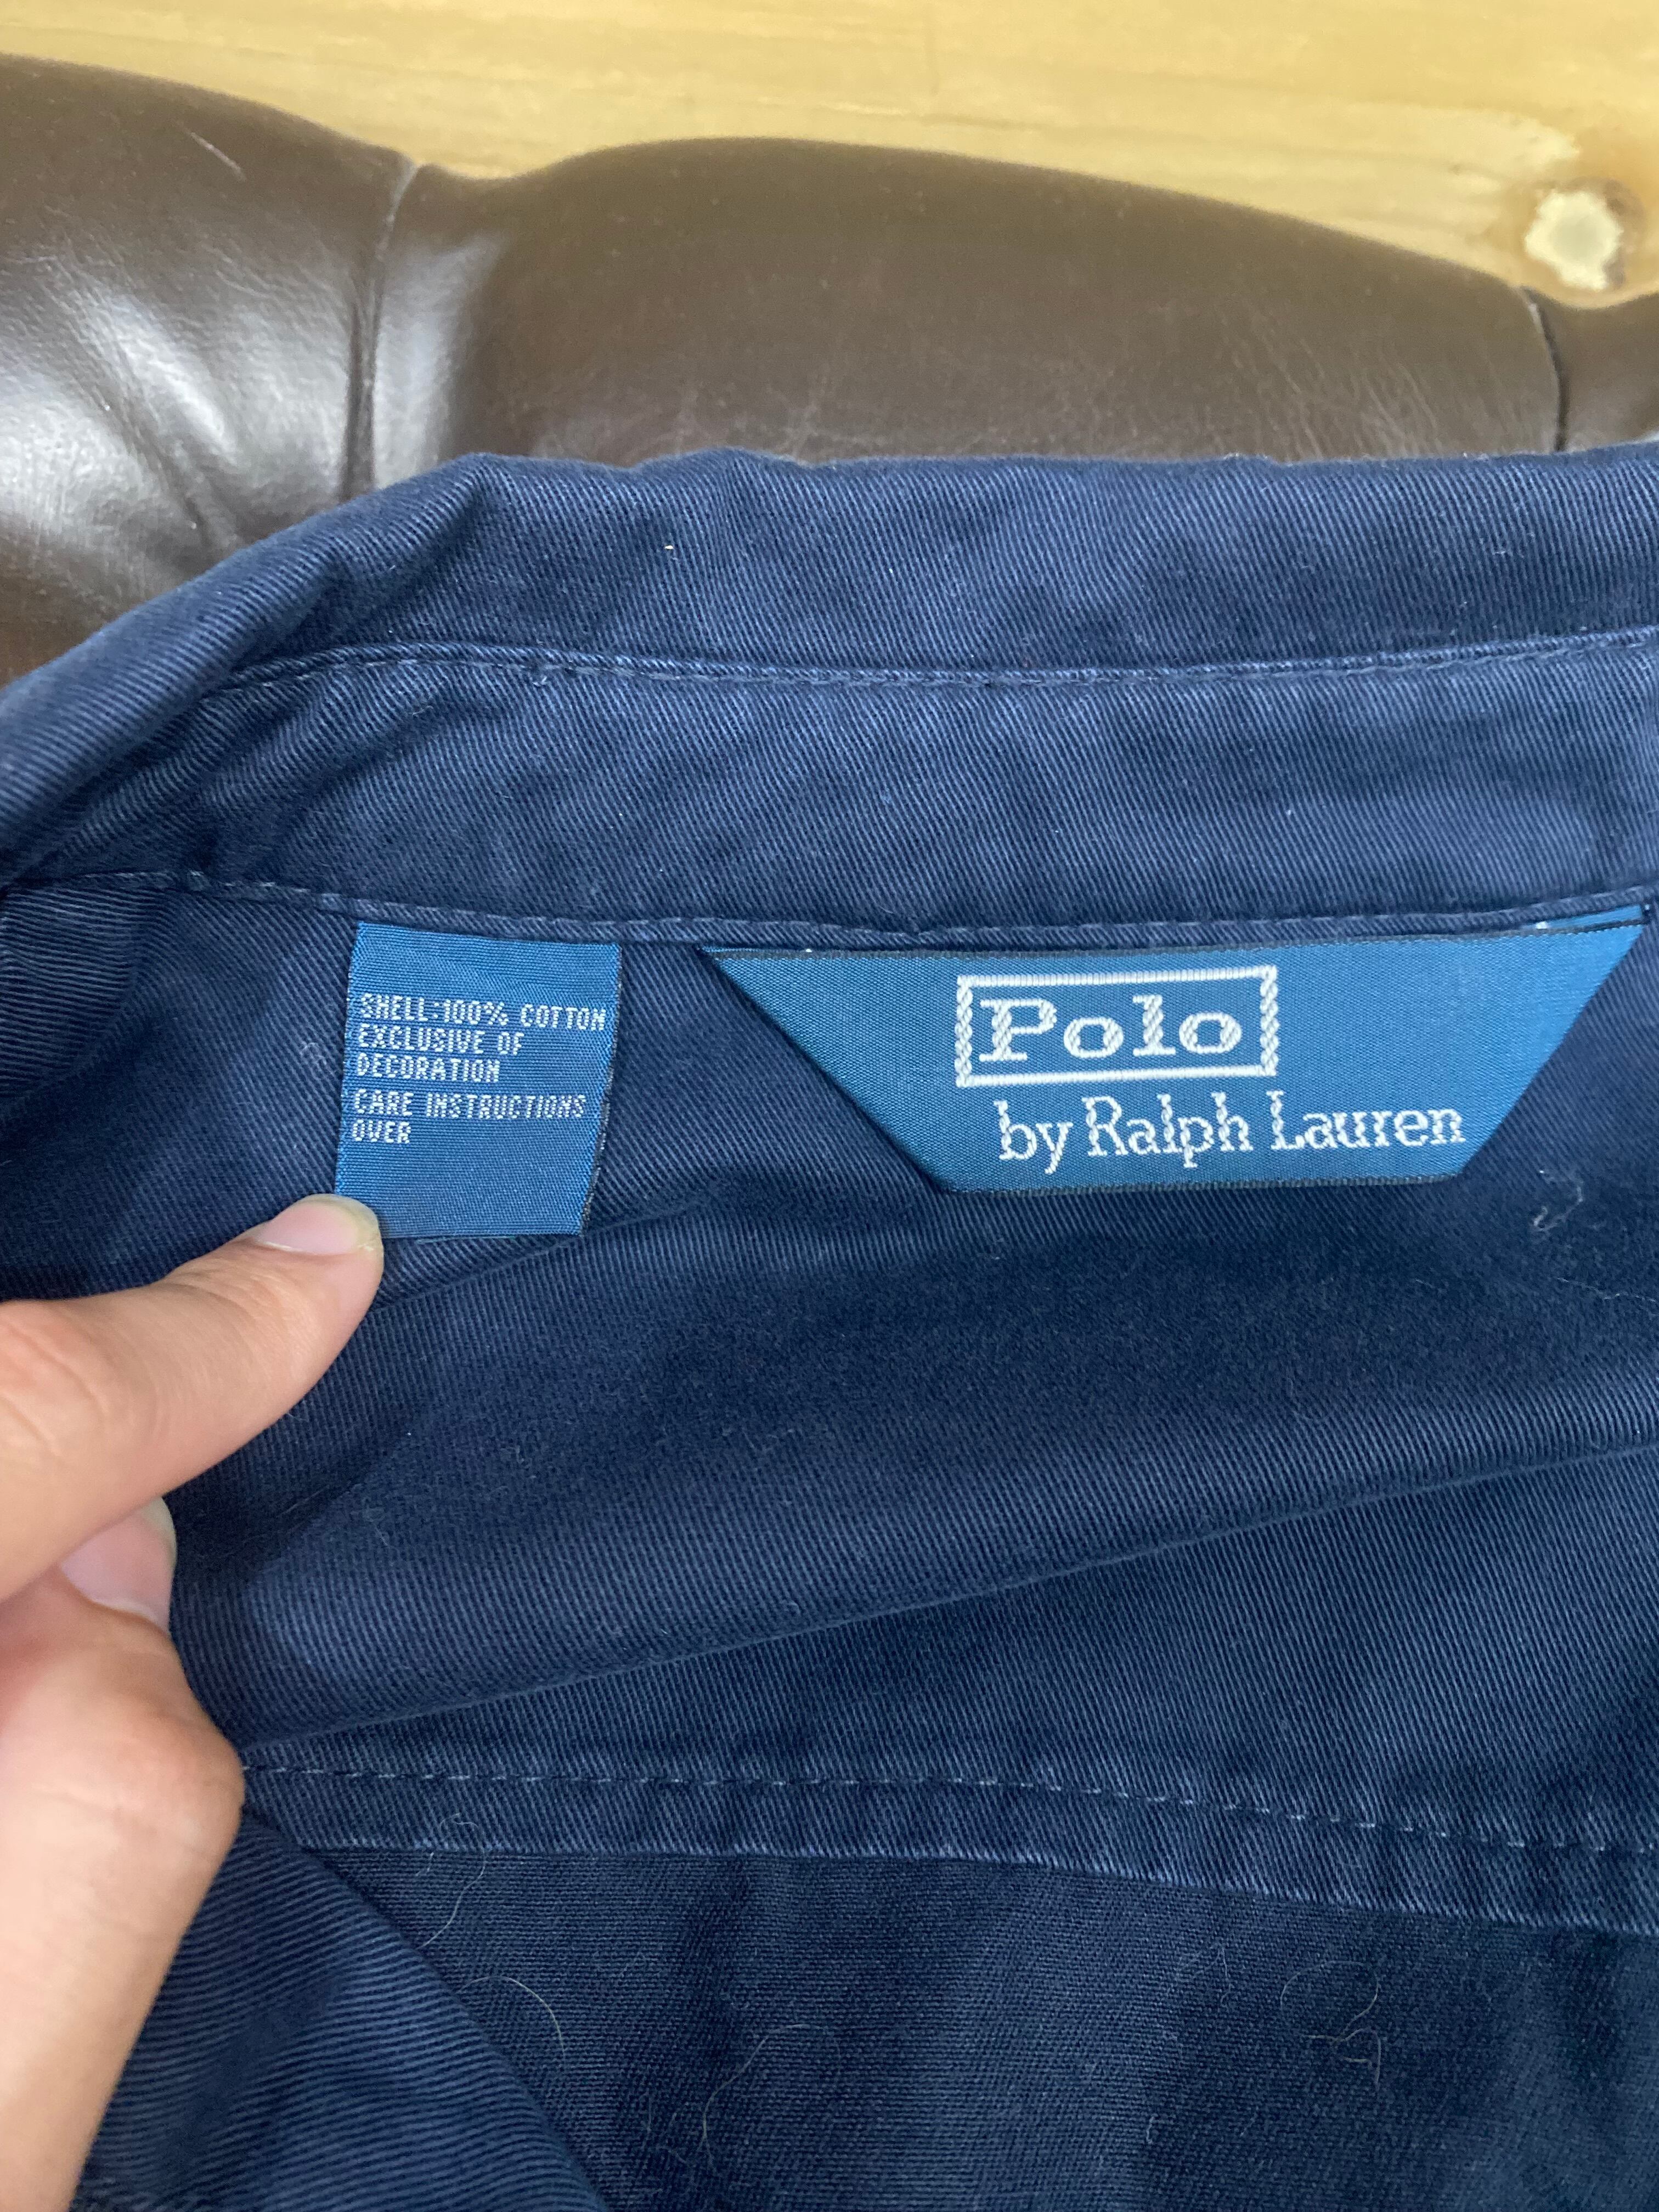 SHELL:100% COTTON
EXCLUSIVE OF
DECORATION
CARE INSTRUCTIONS
OVER
Polo
by Ralph Lauren